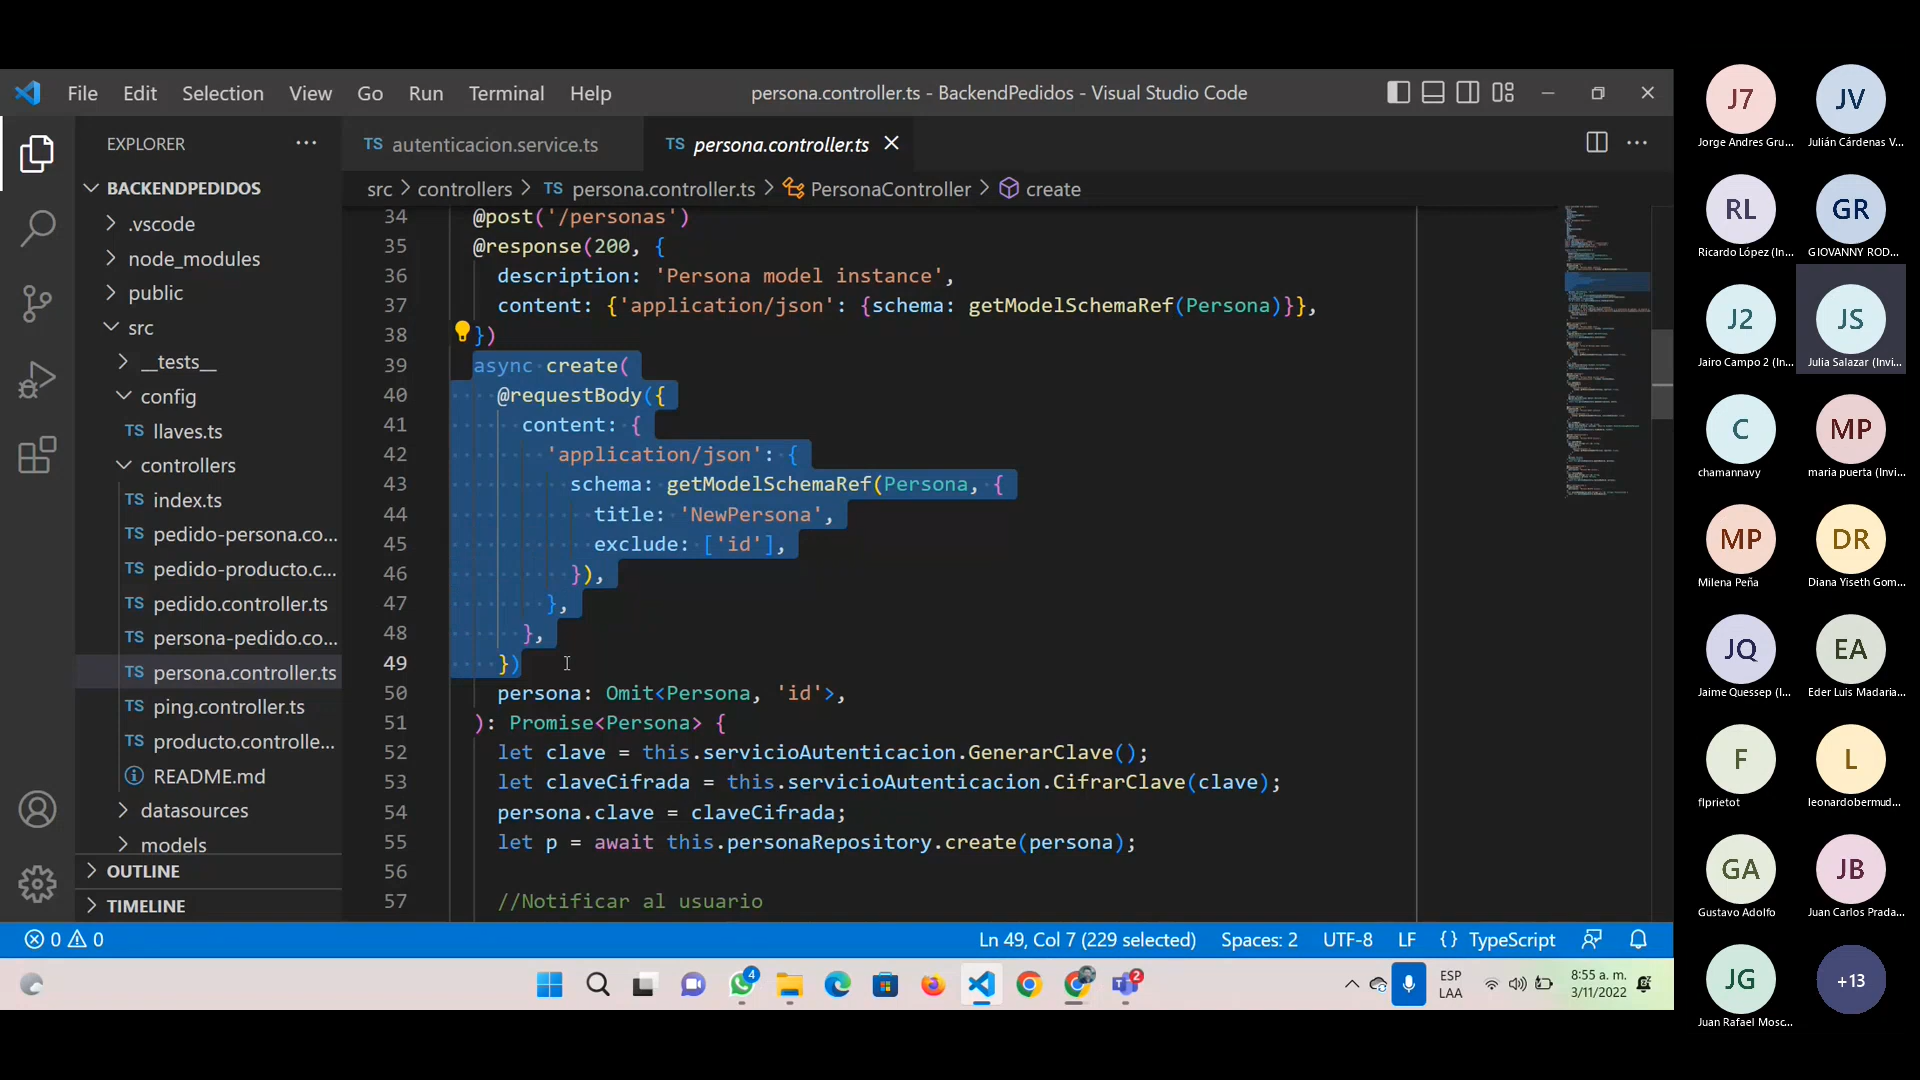 File Edit Selection View Go Run Terminal Help
persona.controller.ts - BackendPedidos - Visual Studio Code
EXPLORER
BACKENDPEDIDOS
.vscode
node_modules
public
src
__tests__
config
TS llaves.ts
controllers
TS index.ts
TS pedido-persona.co...
TS pedido-producto.c...
TS pedido.controller.ts
TS persona-pedido.co...
TS persona.controller.ts
TS ping.controller.ts
TS producto.controlle...
README.md
datasources
models
OUTLINE
TIMELINE
TS autenticacion.service.ts
TS persona.controller.ts
src > controllers > TS persona.controller.ts > PersonaController > create
34 @post('/personas')
35 @response(200, {
36 description: 'Persona model instance',
37 content: {'application/json': {schema: getModelSchemaRef(Persona)}},
38 })
39 async create(
40 @requestBody({
41 content: {
42 'application/json': {
43 schema: getModelSchemaRef(Persona, {
44 title: 'NewPersona',
45 exclude: ['id'],
46 }),
47 },
48 },
49 })
50 persona: Omit<Persona, 'id'>,
51 ): Promise<Persona> {
52 let clave = this.servicioAutenticacion.GenerarClave();
53 let claveCifrada = this.servicioAutenticacion.CifrarClave(clave);
54 persona.clave = claveCifrada;
55 let p = await this.personaRepository.create(persona);
56
57 //Notificar al usuario
0 0
Ln 49, Col 7 (229 selected) Spaces: 2 UTF-8 LF {} TypeScript
4
2
ESP
LAA
8:55 a. m.
3/11/2022
J7
Jorge Andres Gru...
JV
Julián Cárdenas V...
RL
Ricardo López (In...
GR
GIOVANNY ROD...
J2
Jairo Campo 2 (In...
JS
Julia Salazar (Invi...
C
chamannavy
MP
maria puerta (Invi...
MP
Milena Peña
DR
Diana Yiseth Gom...
JQ
Jaime Quessep (I...
EA
Eder Luis Madaria...
F
flprietot
L
leonardobermud...
GA
Gustavo Adolfo
JB
Juan Carlos Prada...
JG
Juan Rafael Mosc...
+13